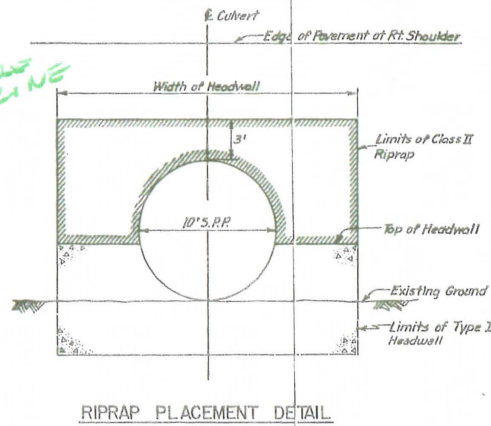 ℄ Culvert
Edge of Pavement at Rt. Shoulder
LINE
Width of Headwall
3'
Limits of Class II
Riprap
10' S.P.P.
Top of Headwall
Existing Ground
Limits of Type I
Headwall
RIPRAP PLACEMENT DETAIL